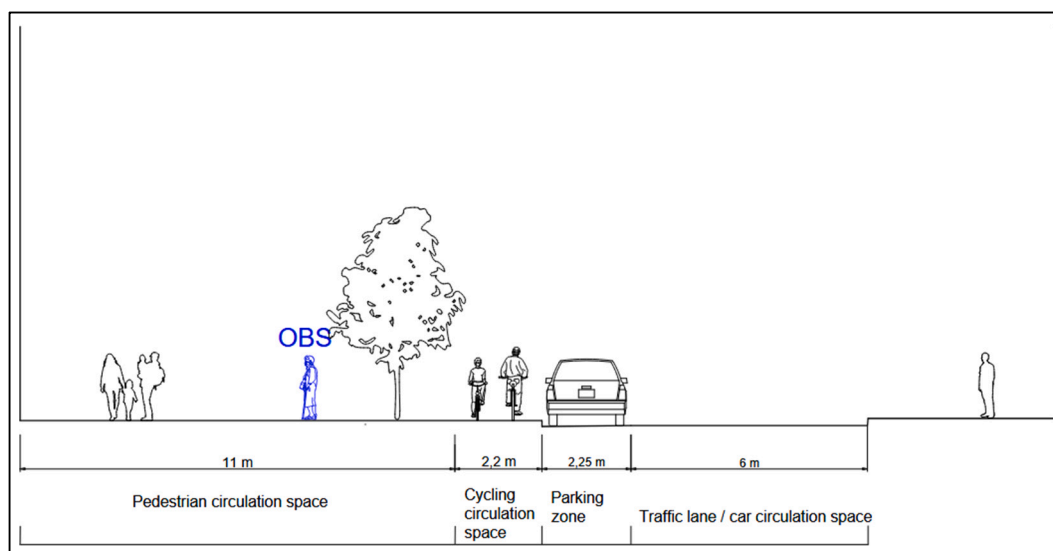 OBS
11 m
2,2 m
2,25 m
6 m
Pedestrian circulation space
Cycling
circulation
space
Parking
zone
Traffic lane / car circulation space